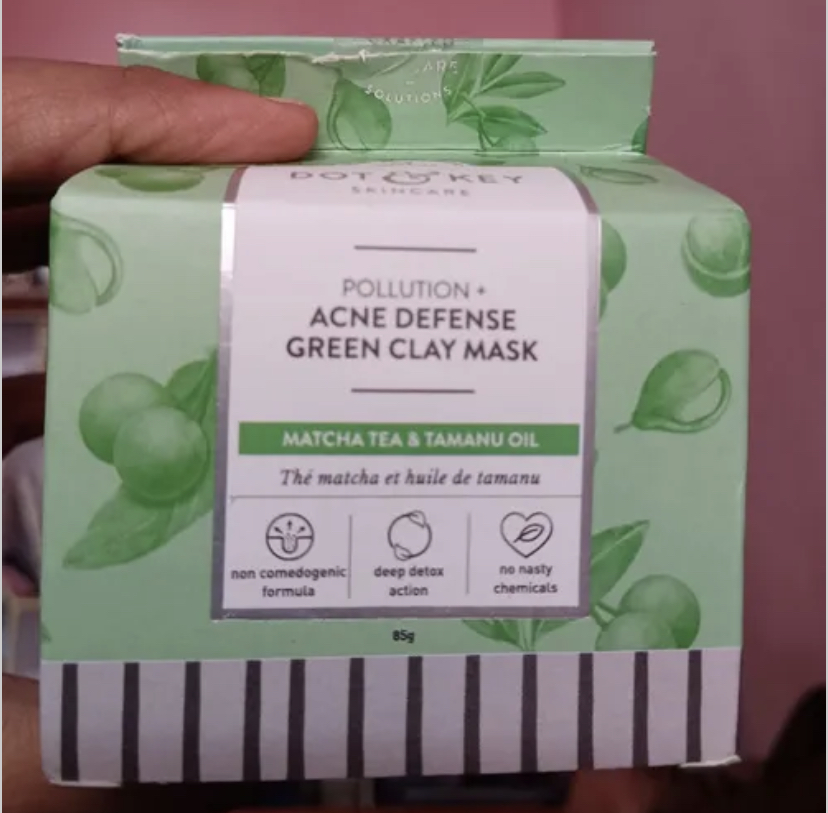 CARE
SOLUTIONS
DOT & KEY
SKINCARE
POLLUTION +
ACNE DEFENSE
GREEN CLAY MASK
MATCHA TEA & TAMANU OIL
Thé matcha et huile de tamanu
non comedogenic
formula
deep detox
action
no nasty
chemicals
85g